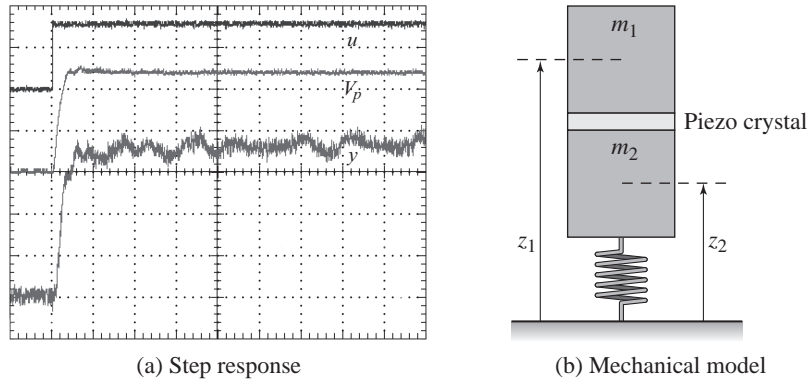 u
V_p
y
(a) Step response
m_1
Piezo crystal
m_2
z_1
z_2
(b) Mechanical model